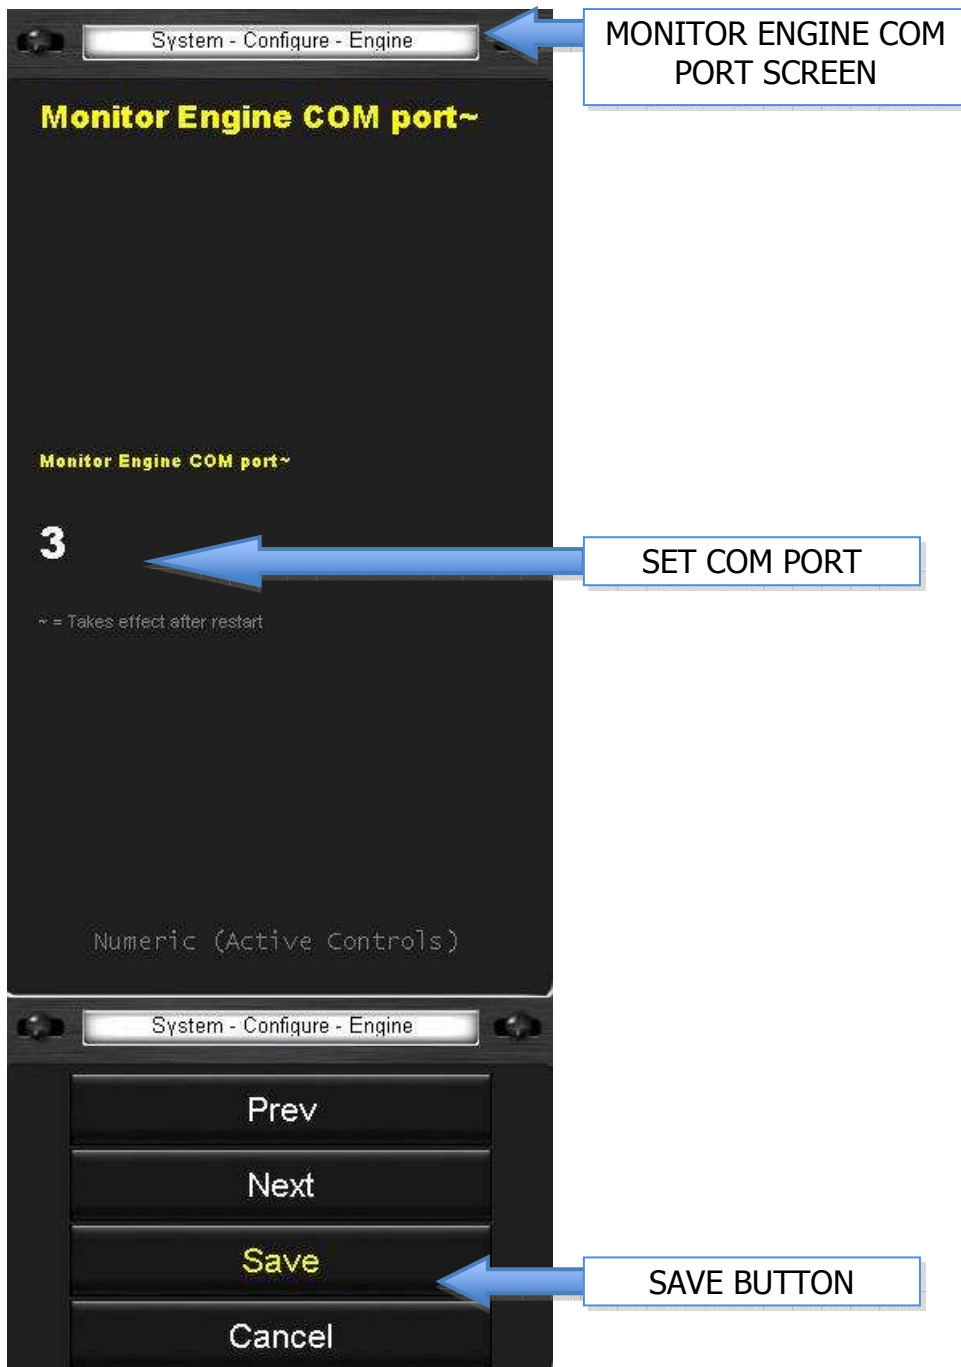 System - Configure - Engine
MONITOR ENGINE COM
PORT SCREEN
Monitor Engine COM port~
Monitor Engine COM port~
3
SET COM PORT
~ = Takes effect after restart
Numeric (Active Controls)
System - Configure - Engine
Prev
Next
Save
SAVE BUTTON
Cancel